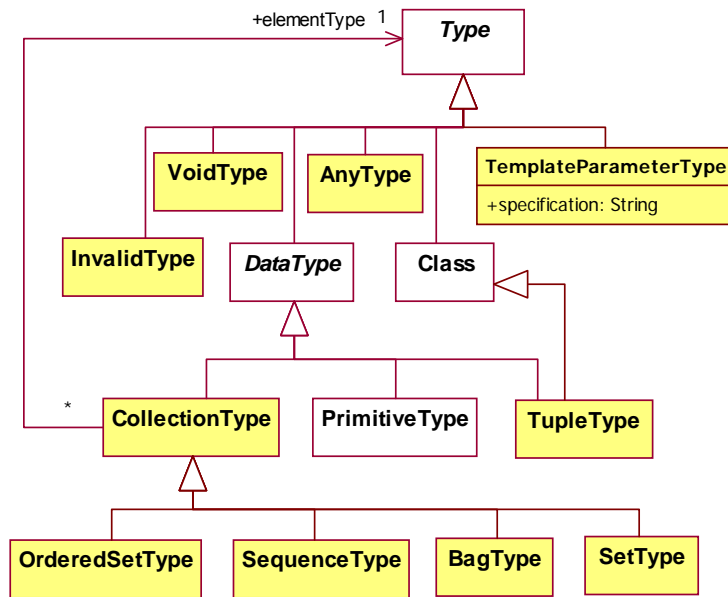 +elementType 1
Type
VoidType
AnyType
TemplateParameterType
+specification: String
InvalidType
DataType
Class
*
CollectionType
PrimitiveType
TupleType
OrderedSetType
SequenceType
BagType
SetType